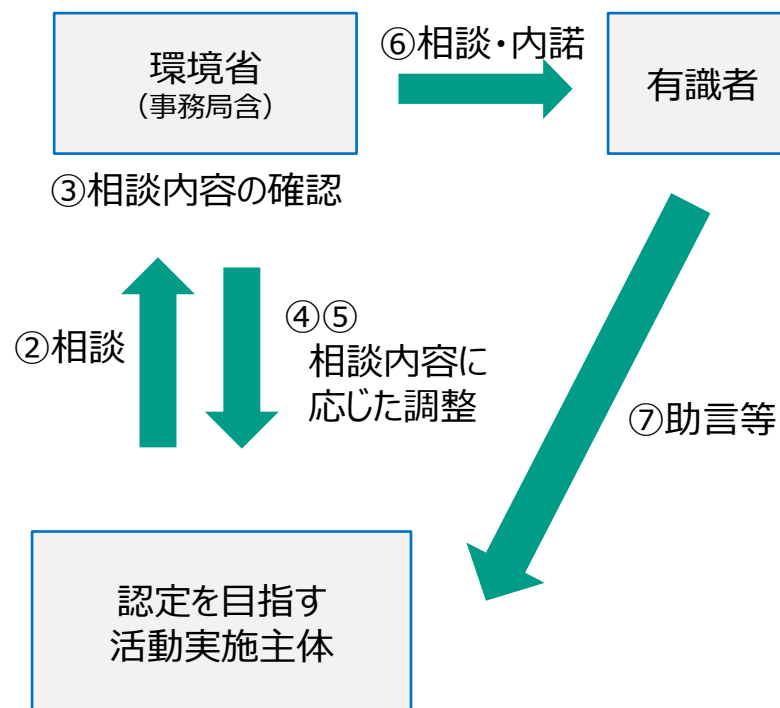 環境省
（事務局含）
⑥相談・内諾
有識者
③相談内容の確認
②相談
④⑤
相談内容に
応じた調整
⑦助言等
認定を目指す
活動実施主体